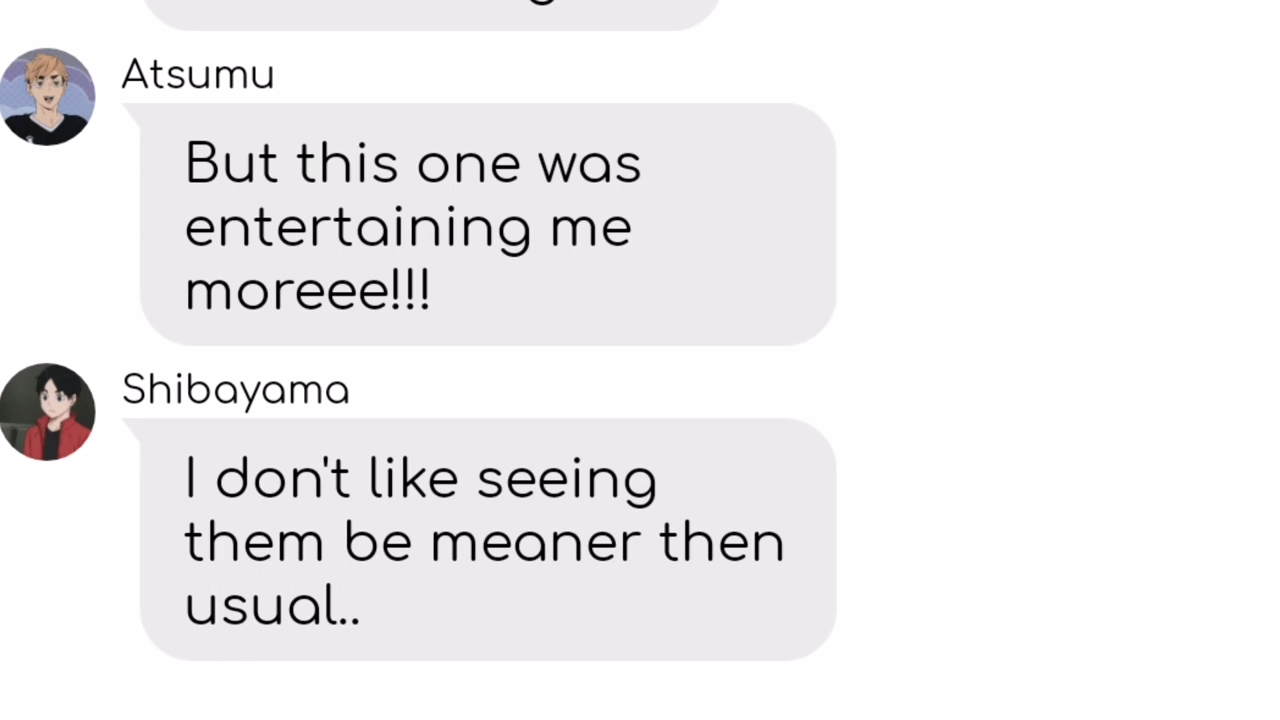 Atsumu
But this one was
entertaining me
moreee!!!
Shibayama
I don't like seeing
them be meaner then
usual..